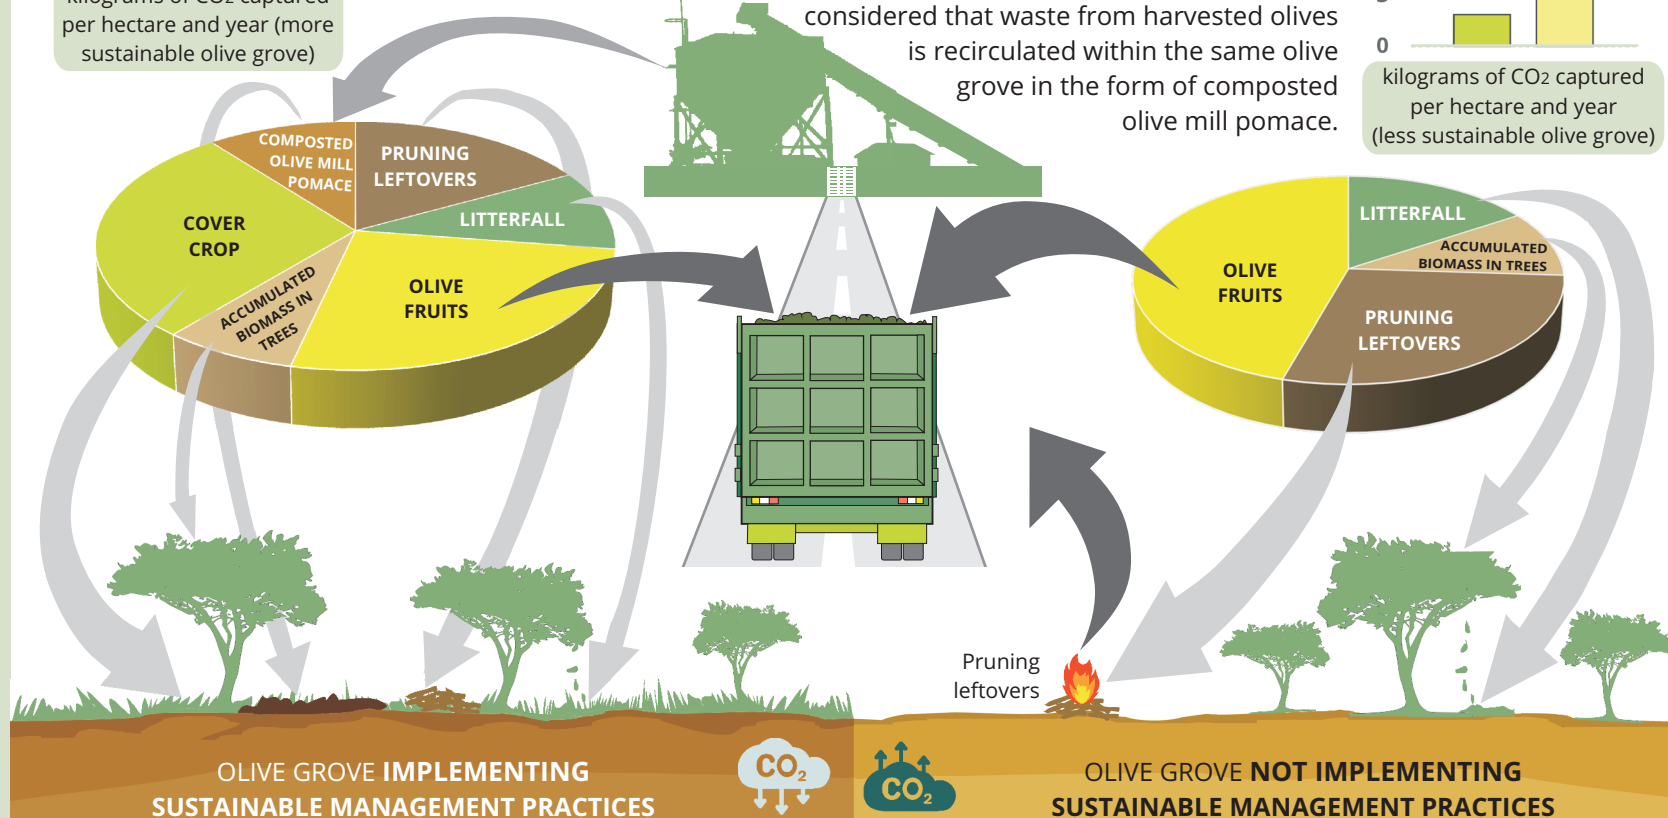 kilograms of CO2 captured
per hectare and year (more
sustainable olive grove)
considered that waste from harvested olives
is recirculated within the same olive
grove in the form of composted
olive mill pomace.
0
kilograms of CO2 captured
per hectare and year
(less sustainable olive grove)
COMPOSTED
OLIVE MILL
POMACE
PRUNING
LEFTOVERS
LITTERFALL
COVER
CROP
ACCUMULATED
BIOMASS IN
TREES
OLIVE
FRUITS
LITTERFALL
ACCUMULATED
BIOMASS IN TREES
OLIVE
FRUITS
PRUNING
LEFTOVERS
Pruning
leftovers
OLIVE GROVE IMPLEMENTING
SUSTAINABLE MANAGEMENT PRACTICES
CO2
CO2
OLIVE GROVE NOT IMPLEMENTING
SUSTAINABLE MANAGEMENT PRACTICES